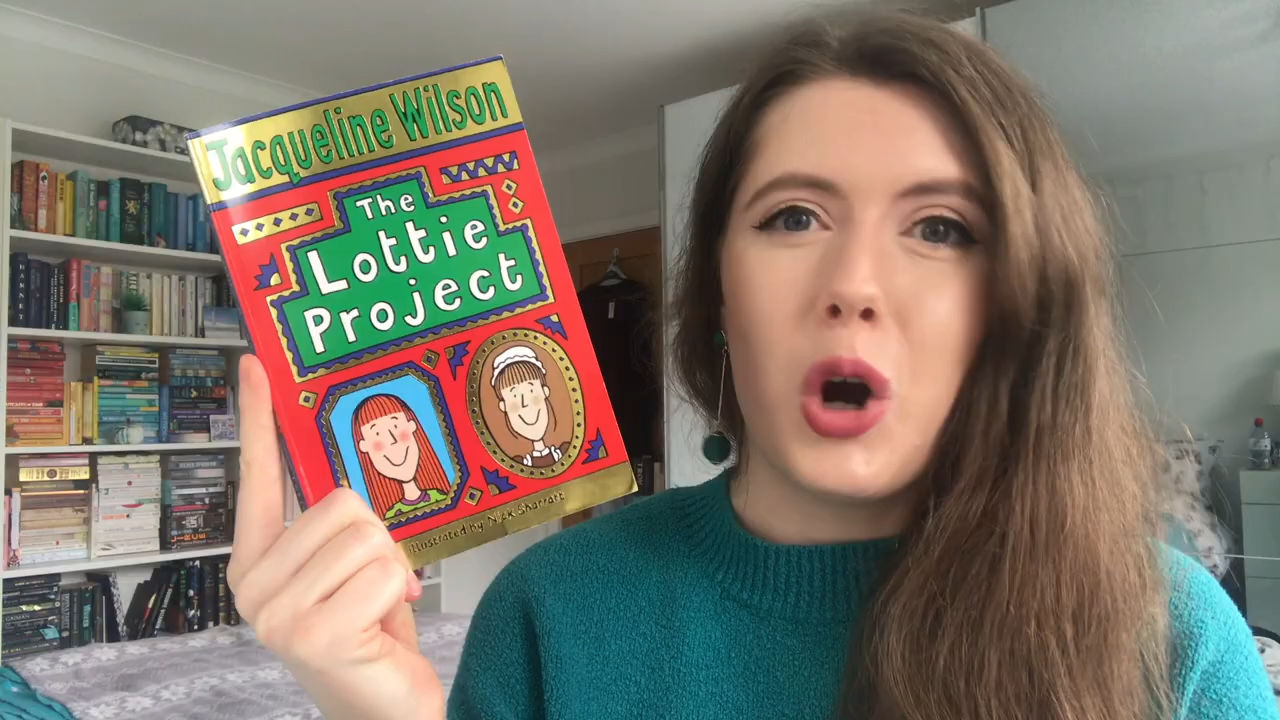 Jacqueline Wilson
The
Lottie
Project
illustrated by Nick Sharratt